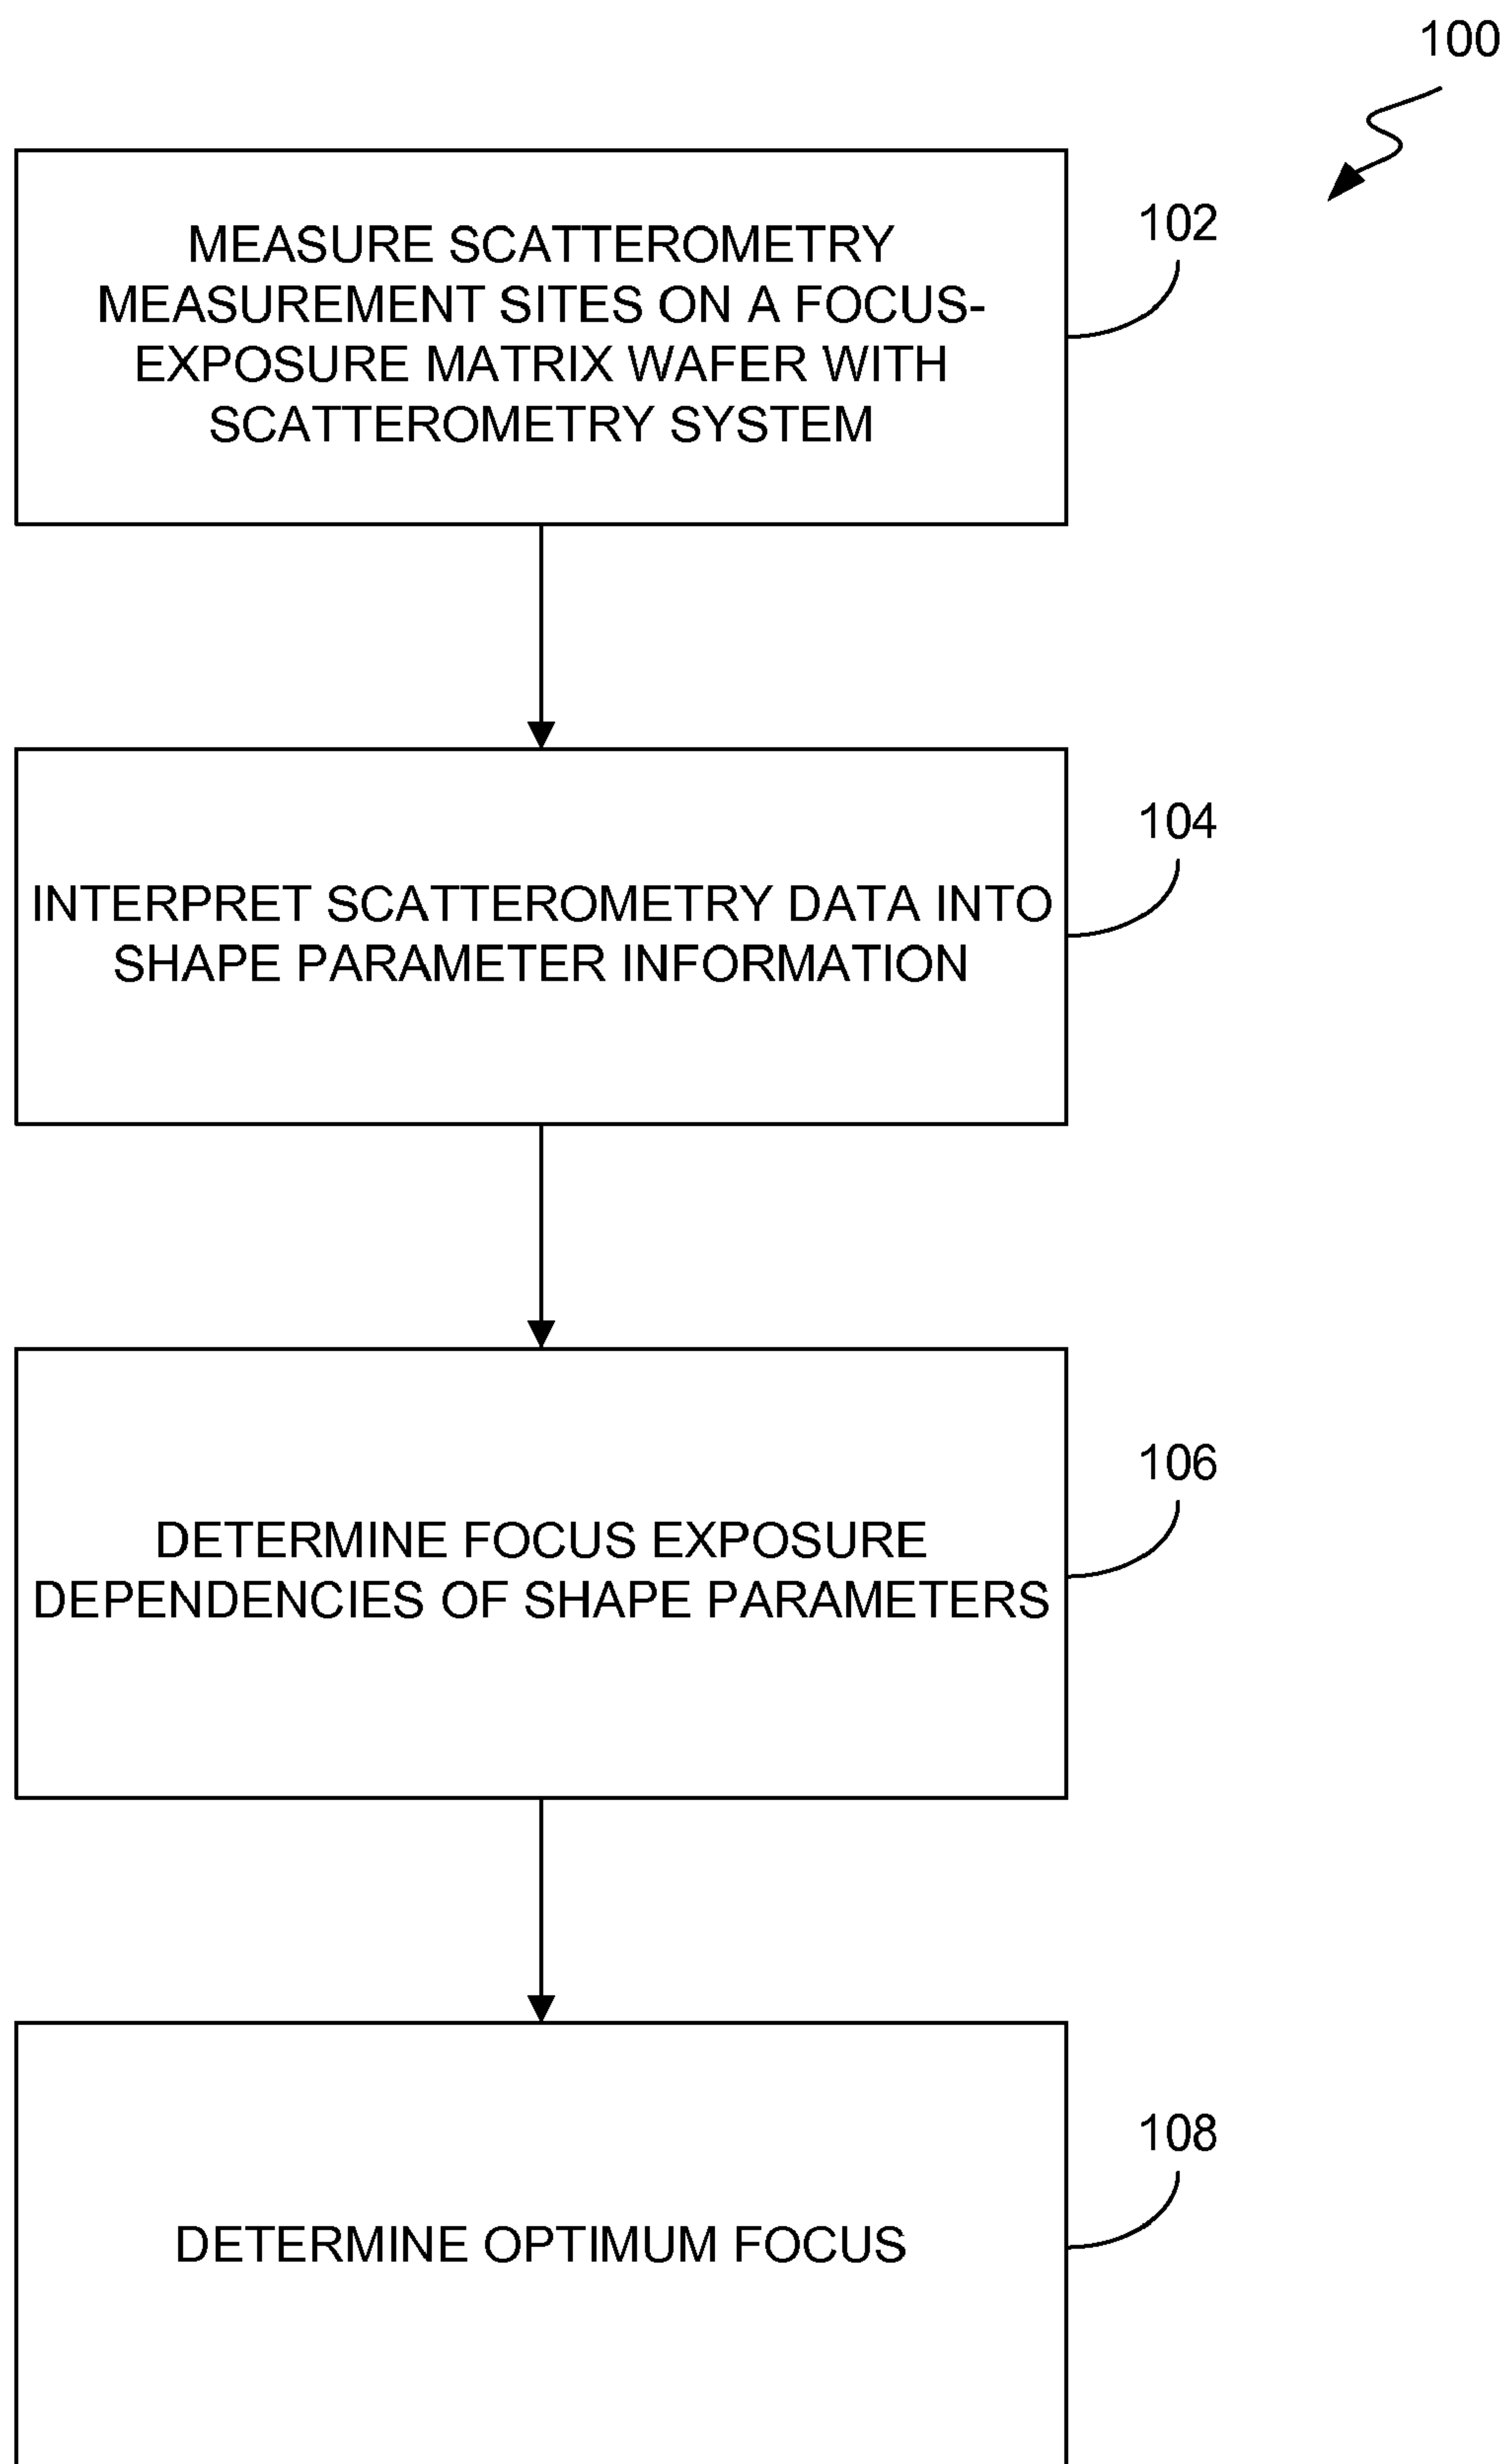 100
102
MEASURE SCATTEROMETRY
MEASUREMENT SITES ON A FOCUS-
EXPOSURE MATRIX WAFER WITH
SCATTEROMETRY SYSTEM
104
INTERPRET SCATTEROMETRY DATA INTO
SHAPE PARAMETER INFORMATION
106
DETERMINE FOCUS EXPOSURE
DEPENDENCIES OF SHAPE PARAMETERS
108
DETERMINE OPTIMUM FOCUS